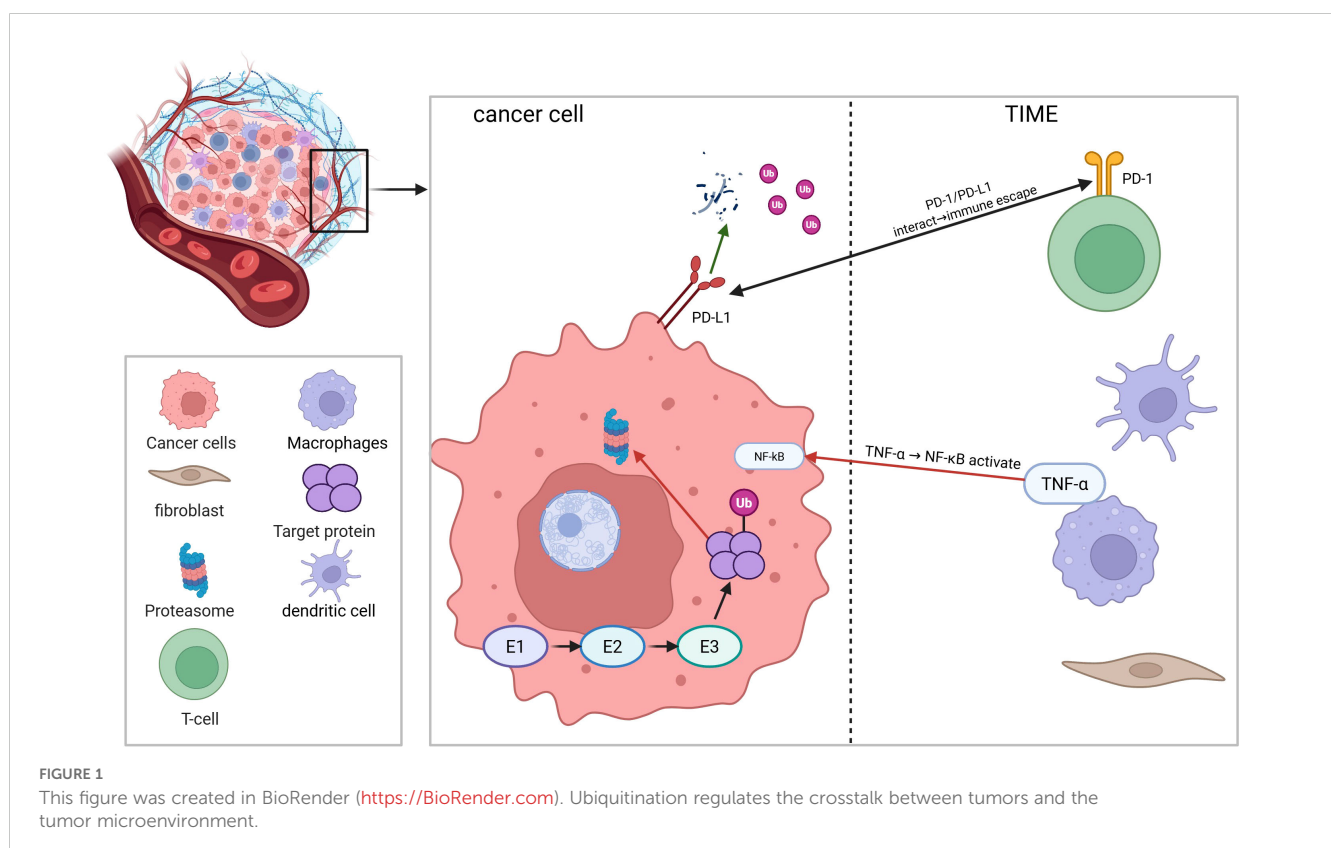 cancer cell
TIME
Ub
Ub
Ub
Ub
PD-1/PD-L1
interact→immune escape
PD-1
PD-L1
NF-kB
TNF-α → NF-κB activate
TNF-α
Ub
E1
E2
E3
Cancer cells
Macrophages
fibroblast
Target protein
Proteasome
dendritic cell
T-cell
FIGURE 1
This figure was created in BioRender (https://BioRender.com). Ubiquitination regulates the crosstalk between tumors and the
tumor microenvironment.